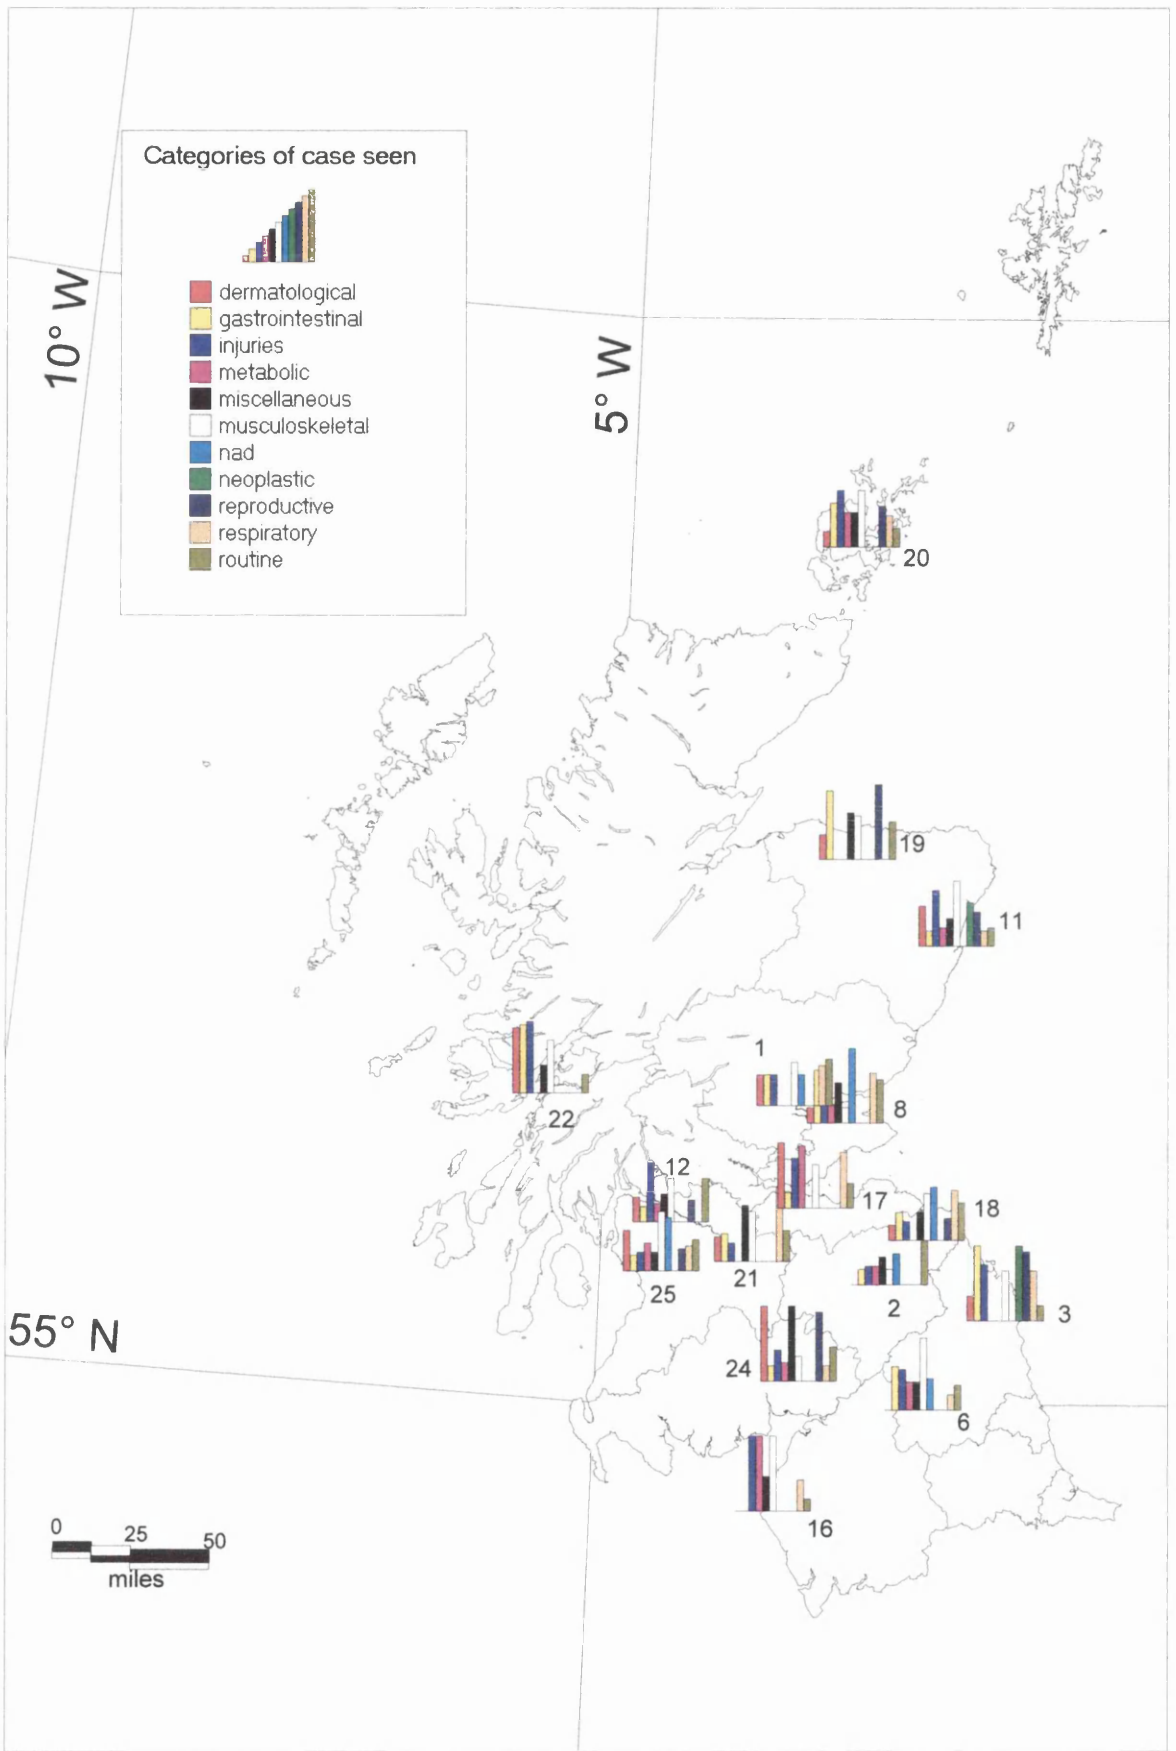 Categories of case seen
dermatological
gastrointestinal
injuries
metabolic
miscellaneous
musculoskeletal
nad
neoplastic
reproductive
respiratory
routine
10° W
5° W
20
19
11
1
8
22
12
17
18
21
25
2
3
24
6
16
55° N
0 25 50
miles